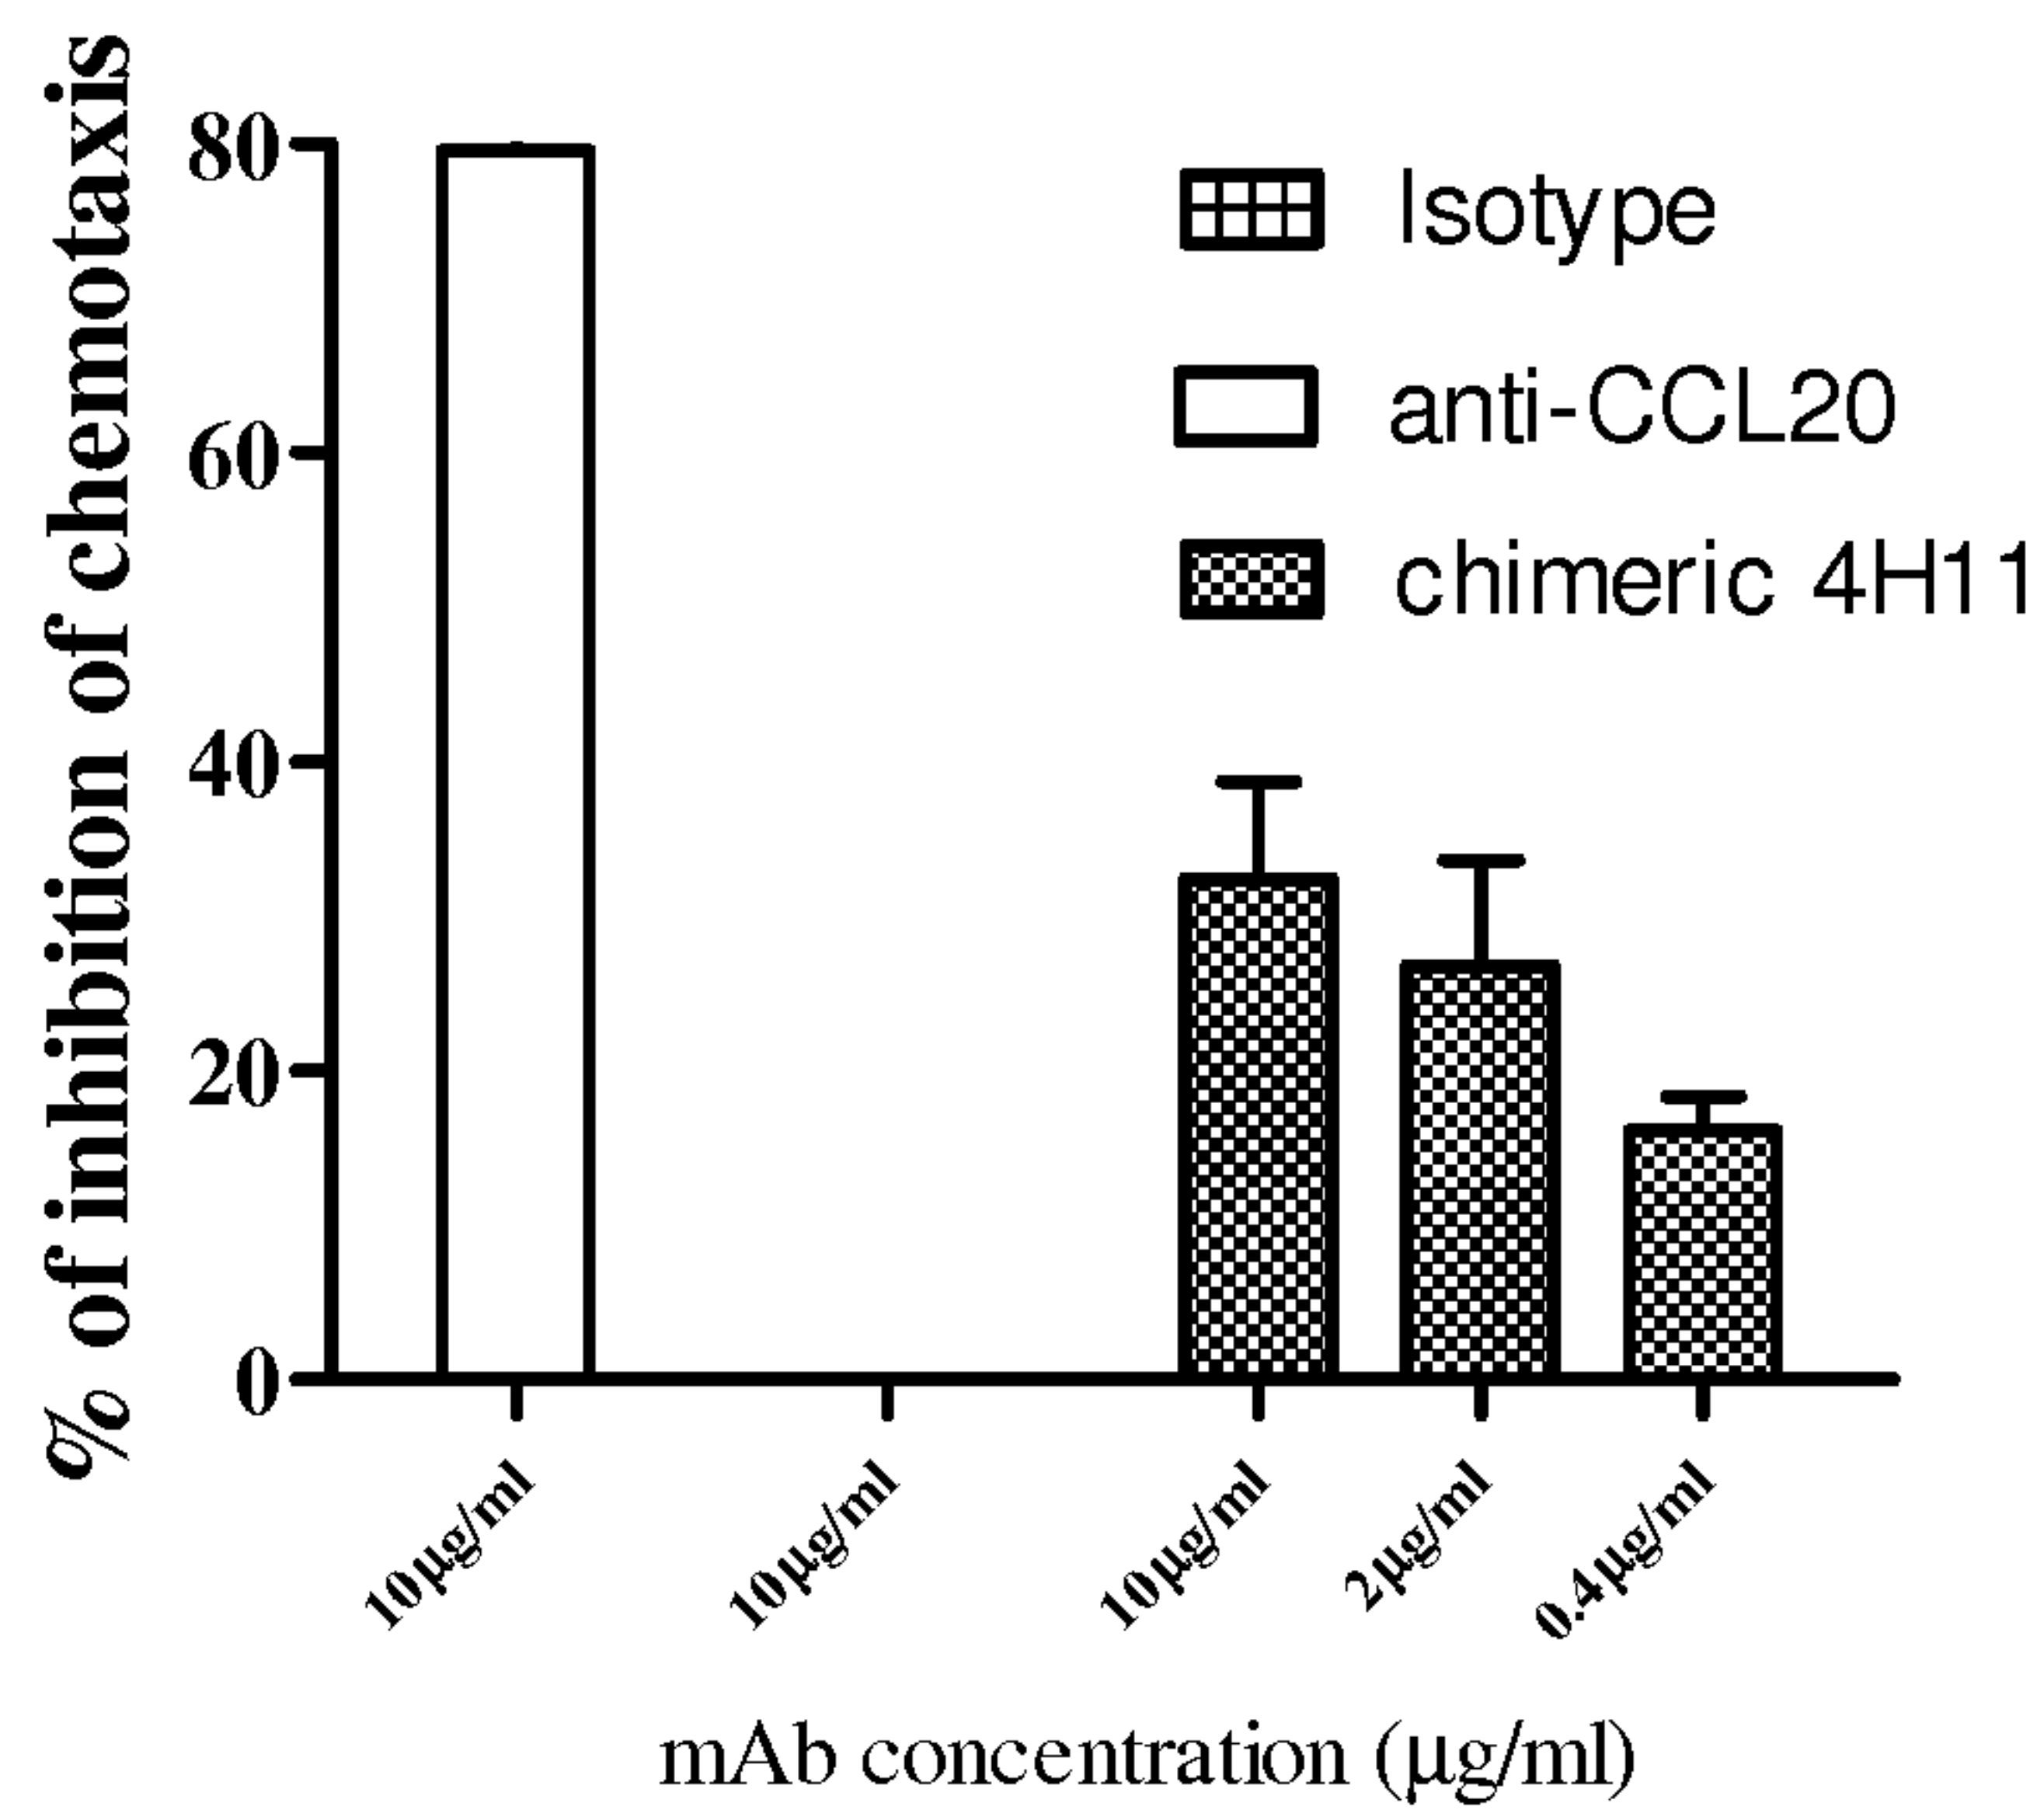 % of inhibition of chemotaxis
80
60
40
20
0
Isotype
anti-CCL20
chimeric 4H11
10µg/ml
10µg/ml
10µg/ml
2µg/ml
0.4µg/ml
mAb concentration (µg/ml)